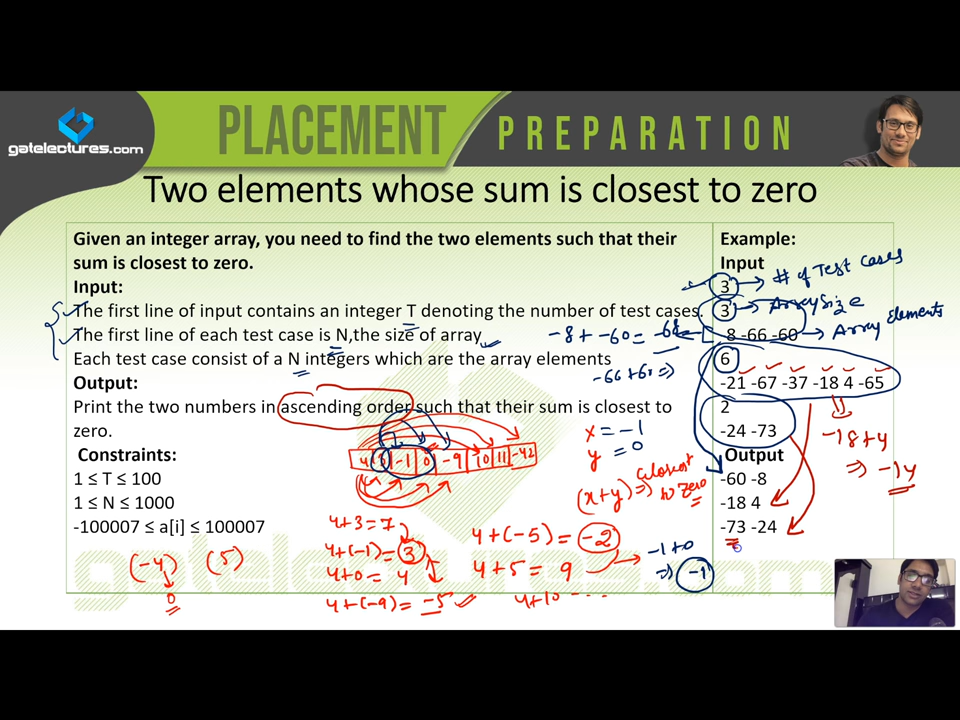 PLACEMENT PREPARATION
gatelectures.com
Two elements whose sum is closest to zero
Given an integer array, you need to find the two elements such that their
sum is closest to zero.
Input:
The first line of input contains an integer T denoting the number of test cases.
The first line of each test case is N,the size of array
Each test case consist of a N integers which are the array elements
Output:
Print the two numbers in ascending order such that their sum is closest to
zero.
Constraints:
1 ≤ T ≤ 100
1 ≤ N ≤ 1000
-100007 ≤ a[i] ≤ 100007
Example:
Input
3 → # of Test Cases
3 → Array Size
-8 -66 -60 → Array Elements
6
-21 -67 -37 -18 4 -65
2
-24 -73
Output
-60 -8
-18 4
-73 -24
-8 + -60 = -68
-66 + 60 ⇒
4 3 -1 0 -9 10 11 -42
x = -1
y = 0
(x+y) ⇒ closest
to zero
-18+4
⇒ -14
4+3 = 7
4+(-1) = 3
4+0 = 4
4+(-9) = -5
4+(-5) = -2
4+5 = 9
4+10
-1+0
⇒ -1
(-4) (5)
0